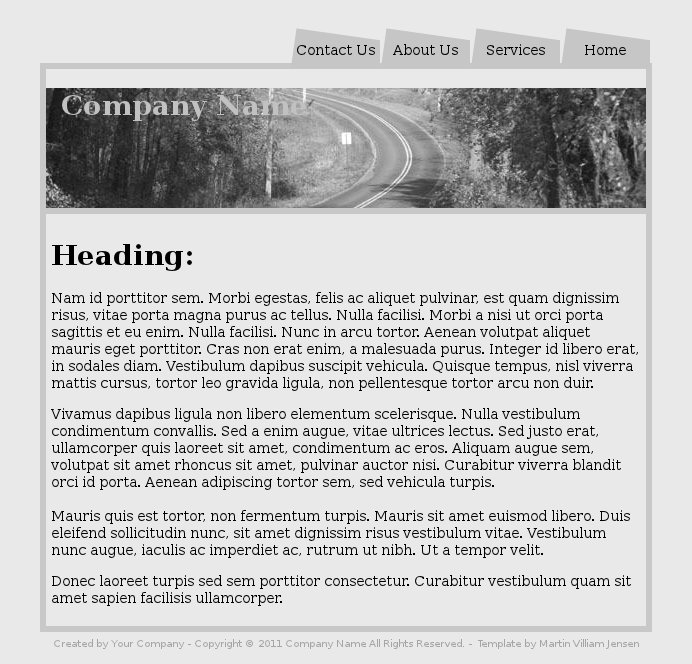 Contact Us About Us Services Home
Company Name
Heading:
Nam id porttitor sem. Morbi egestas, felis ac aliquet pulvinar, est quam dignissim
risus, vitae porta magna purus ac tellus. Nulla facilisi. Morbi a nisi ut orci porta
sagittis et eu enim. Nulla facilisi. Nunc in arcu tortor. Aenean volutpat aliquet
mauris eget porttitor. Cras non erat enim, a malesuada purus. Integer id libero erat,
in sodales diam. Vestibulum dapibus suscipit vehicula. Quisque tempus, nisl viverra
mattis cursus, tortor leo gravida ligula, non pellentesque tortor arcu non duir.
Vivamus dapibus ligula non libero elementum scelerisque. Nulla vestibulum
condimentum convallis. Sed a enim augue, vitae ultrices lectus. Sed justo erat,
ullamcorper quis laoreet sit amet, condimentum ac eros. Aliquam augue sem,
volutpat sit amet rhoncus sit amet, pulvinar auctor nisi. Curabitur viverra blandit
orci id porta. Aenean adipiscing tortor sem, sed vehicula turpis.
Mauris quis est tortor, non fermentum turpis. Mauris sit amet euismod libero. Duis
eleifend sollicitudin nunc, sit amet dignissim risus vestibulum vitae. Vestibulum
nunc augue, iaculis ac imperdiet ac, rutrum ut nibh. Ut a tempor velit.
Donec laoreet turpis sed sem porttitor consectetur. Curabitur vestibulum quam sit
amet sapien facilisis ullamcorper.
Created by Your Company - Copyright © 2011 Company Name All Rights Reserved. - Template by Martin Villiam Jensen